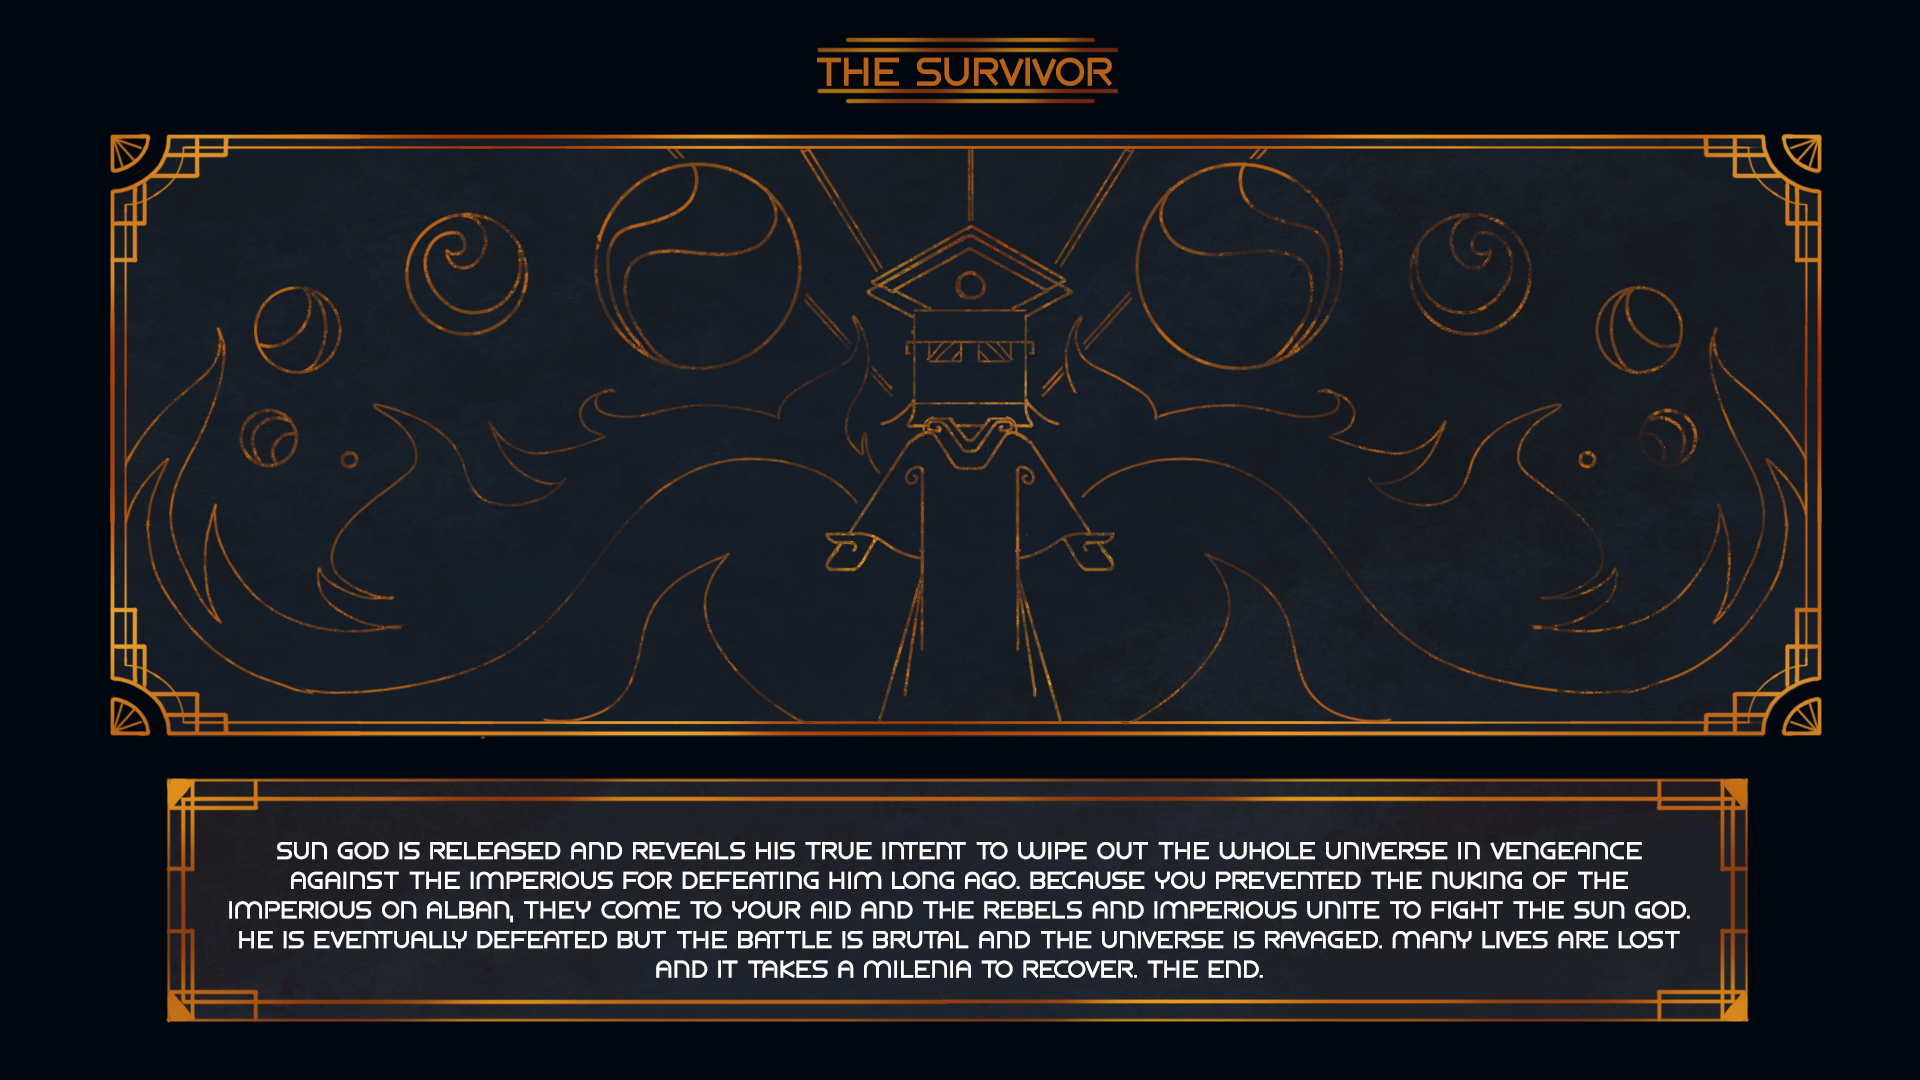 THE SURVIVOR
SUN GOD IS RELEASED AND REVEALS HIS TRUE INTENT TO WIPE OUT THE WHOLE UNIVERSE IN VENGEANCE
AGAINST THE IMPERIOUS FOR DEFEATING HIM LONG AGO. BECAUSE YOU PREVENTED THE NUKING OF THE
IMPERIOUS ON ALBAN, THEY COME TO YOUR AID AND THE REBELS AND IMPERIOUS UNITE TO FIGHT THE SUN GOD.
HE IS EVENTUALLY DEFEATED BUT THE BATTLE IS BRUTAL AND THE UNIVERSE IS RAVAGED. MANY LIVES ARE LOST
AND IT TAKES A MILENIA TO RECOVER. THE END.